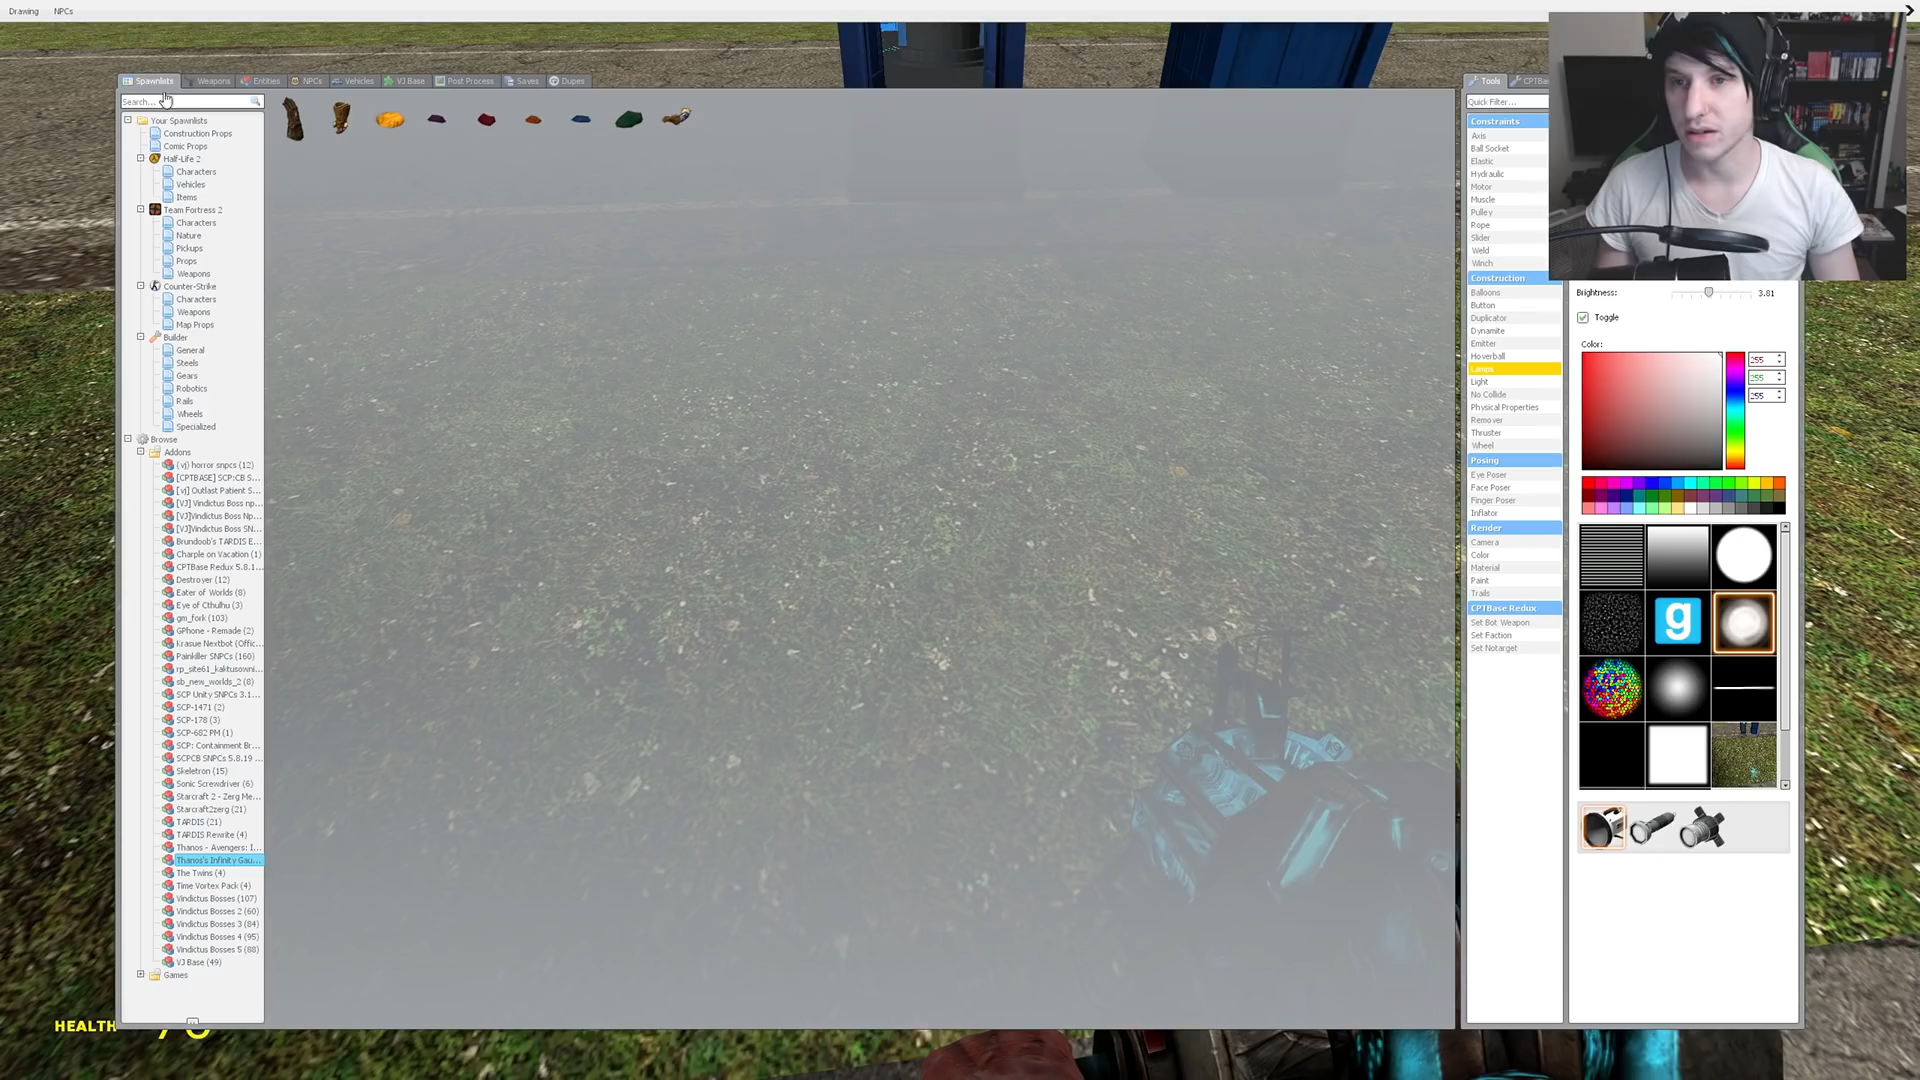 Drawing NPCs
Spawnlists Weapons Entities NPCs Vehicles VJ Base Post Process Saves Dupes
Search...
Your Spawnlists
Construction Props
Comic Props
Half-Life 2
Characters
Vehicles
Items
Team Fortress 2
Characters
Nature
Pickups
Props
Weapons
Counter-Strike
Characters
Weapons
Map Props
Builder
General
Steels
Gears
Robotics
Rails
Wheels
Specialized
Browse
Addons
(vj) horror snpcs (12)
[CPTBASE] SCP:CB S...
[vj] Outlast Patient S...
[VJ] Vindictus Boss np...
[VJ]Vindictus Boss Np...
[VJ]Vindictus Boss SN...
Brundoob's TARDIS E...
Charple on Vacation (1)
CPTBase Redux 5.8.1...
Destroyer (12)
Eater of Worlds (8)
Eye of Cthulhu (3)
gm_fork (103)
GPhone - Remade (2)
Krasue Nextbot (Offic...
Painkiller SNPCs (160)
rp_site61_kaktusowni...
sb_new_worlds_2 (8)
SCP Unity SNPCs 3.1...
SCP-1471 (2)
SCP-178 (3)
SCP-682 PM (1)
SCP: Containment Br...
SCPCB SNPCs 5.8.19 ...
Skeletron (15)
Sonic Screwdriver (6)
Starcraft 2 - Zerg Me...
Starcraft2zerg (21)
TARDIS (21)
TARDIS Rewrite (4)
Thanos - Avengers: I...
Thanos's Infinity Gau...
The Twins (4)
Time Vortex Pack (4)
Vindictus Bosses (107)
Vindictus Bosses 2 (60)
Vindictus Bosses 3 (84)
Vindictus Bosses 4 (95)
Vindictus Bosses 5 (88)
VJ Base (49)
Games
HEALTH
Tools CPTBas
Quick Filter...
Constraints
Axis
Ball Socket
Elastic
Hydraulic
Motor
Muscle
Pulley
Rope
Slider
Weld
Winch
Construction
Balloons
Button
Duplicator
Dynamite
Emitter
Hoverball
Lamps
Light
No Collide
Physical Properties
Remover
Thruster
Wheel
Posing
Eye Poser
Face Poser
Finger Poser
Inflator
Render
Camera
Color
Material
Paint
Trails
CPTBase Redux
Set Bot Weapon
Set Faction
Set Notarget
Brightness: 3.81
Toggle
Color:
255
255
255
g